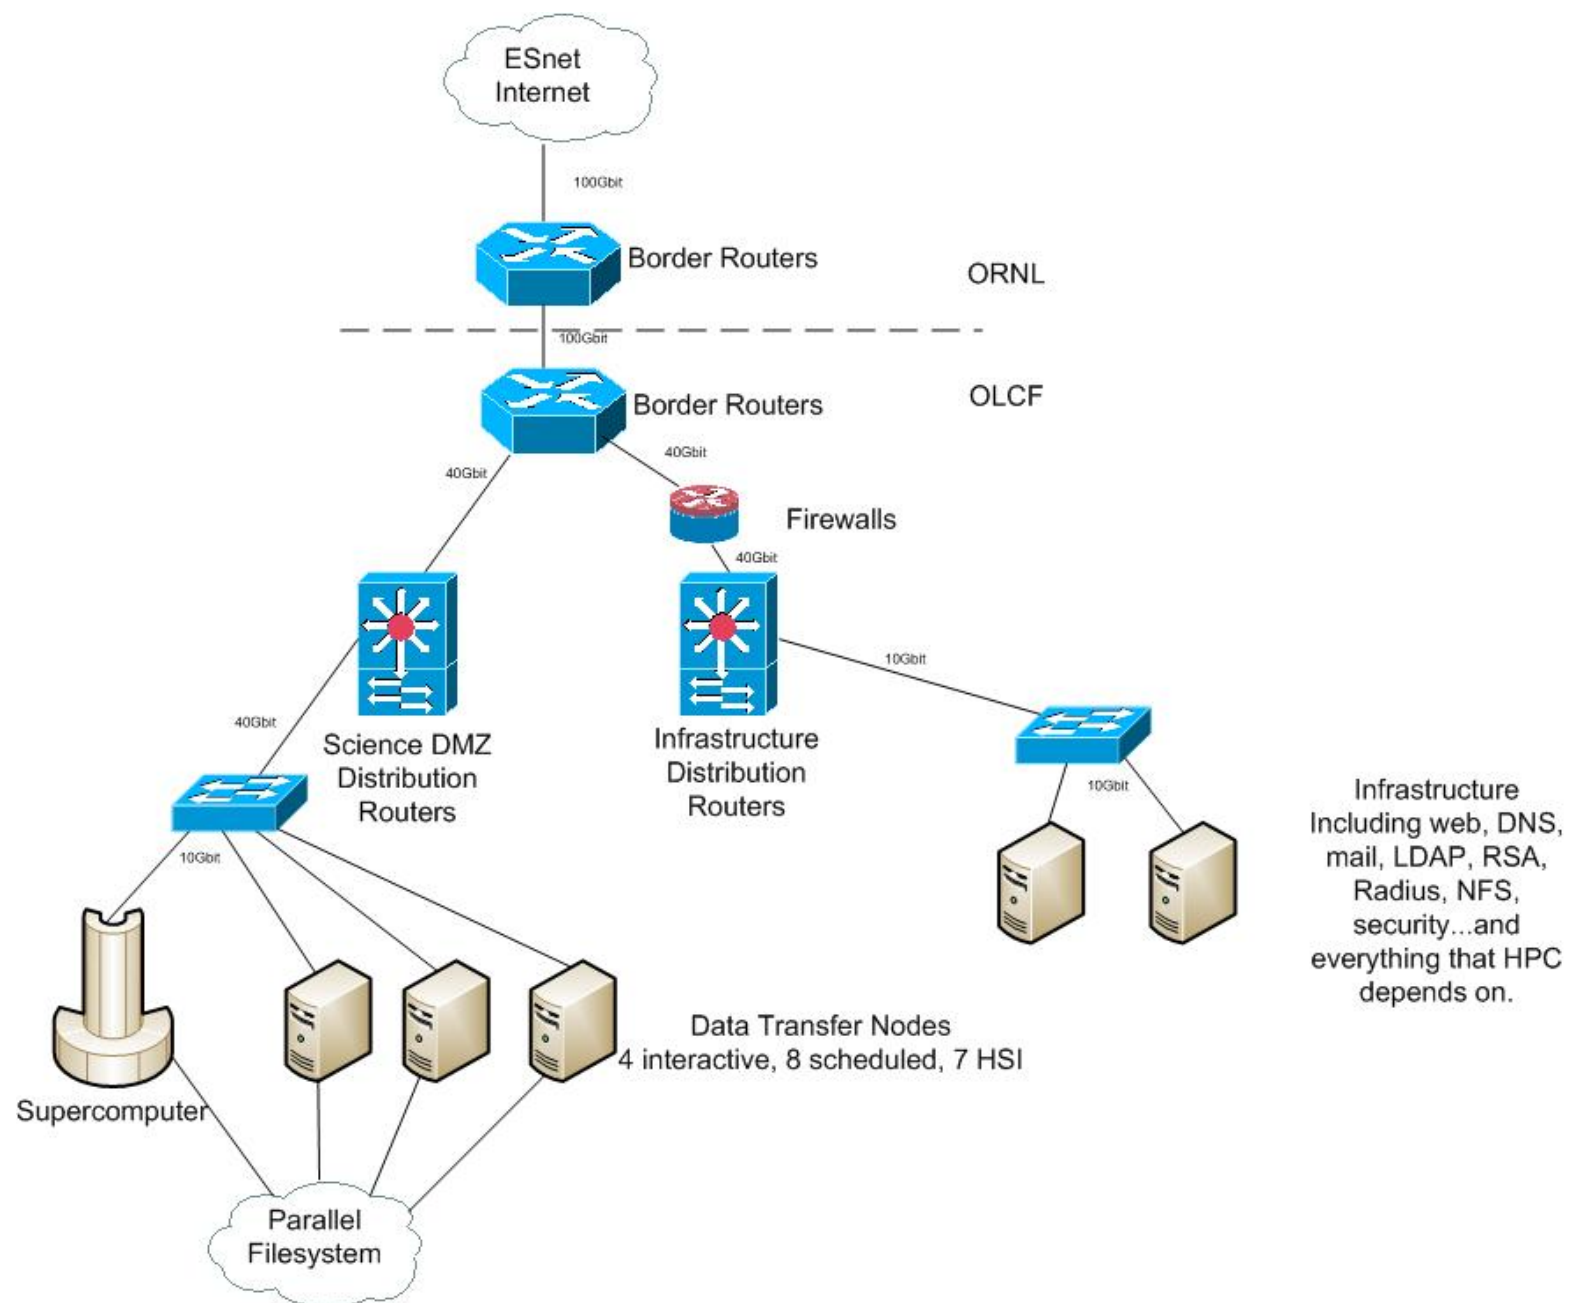 ESnet
Internet
100Gbit
Border Routers
ORNL
100Gbit
Border Routers
OLCF
40Gbit
40Gbit
Firewalls
40Gbit
10Gbit
40Gbit
Science DMZ
Distribution
Routers
Infrastructure
Distribution
Routers
10Gbit
Infrastructure
Including web, DNS,
mail, LDAP, RSA,
Radius, NFS,
security...and
everything that HPC
depends on.
10Gbit
Data Transfer Nodes
4 interactive, 8 scheduled, 7 HSI
Supercomputer
Parallel
Filesystem